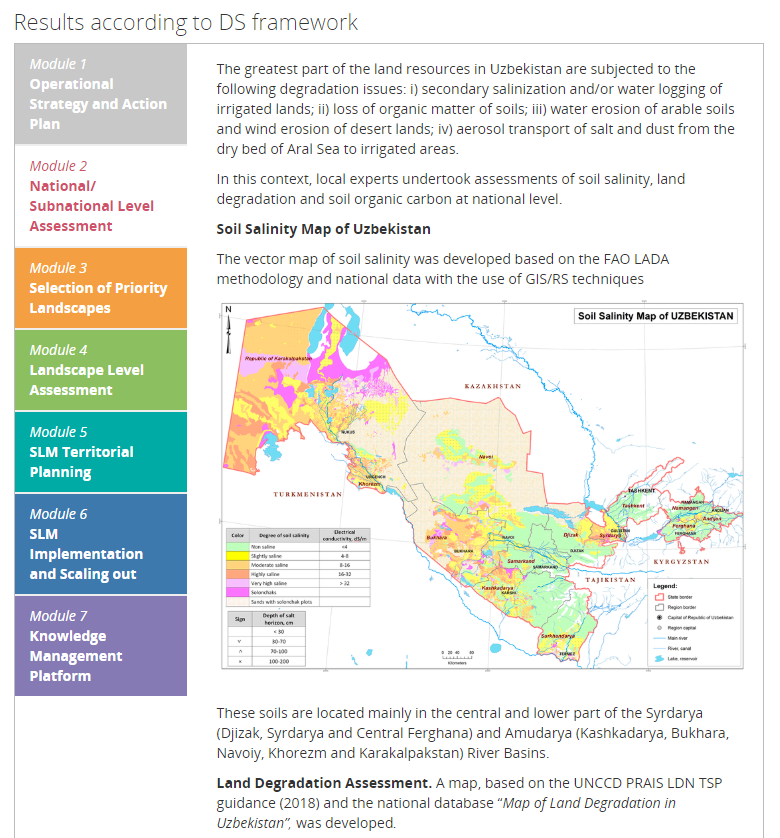 Results according to DS framework
Module 1
Operational
Strategy and Action
Plan
Module 2
National/
Subnational Level
Assessment
Module 3
Selection of Priority
Landscapes
Module 4
Landscape Level
Assessment
Module 5
SLM Territorial
Planning
Module 6
SLM
Implementation
and Scaling out
Module 7
Knowledge
Management
Platform
The greatest part of the land resources in Uzbekistan are subjected to the
following degradation issues: i) secondary salinization and/or water logging of
irrigated lands; ii) loss of organic matter of soils; iii) water erosion of arable soils
and wind erosion of desert lands; iv) aerosol transport of salt and dust from the
dry bed of Aral Sea to irrigated areas.
In this context, local experts undertook assessments of soil salinity, land
degradation and soil organic carbon at national level.
Soil Salinity Map of Uzbekistan
The vector map of soil salinity was developed based on the FAO LADA
methodology and national data with the use of GIS/RS techniques
N
Soil Salinity Map of UZBEKISTAN
Republic of Karakalpakstan
KAZAKHSTAN
NUKUS
URGENCH
Khorezm
Navoi
TURKMENISTAN
TASHKENT
Tashkent
NAMANGAN
Namangan
ANDIJAN
Andijan
Ferghana
FERGHANA
GULISTAN
Syrdarya
Djizak
DJIZAK
Bukhara
BUKHARA
NAVOI
Samarkand
SAMARKAND
KYRGYZSTAN
TAJIKISTAN
Kashkadarya
KARSHI
Surkhandarya
TERMEZ
Color
Degree of soil salinity
Electrical
conductivity, dS/m
Non saline <4
Slightly saline 4-8
Moderate saline 8-16
Highly saline 16-32
Very high saline > 32
Solonchaks
Sands with solonchak plots
Sign
Depth of salt
horizon, cm
< 30
v 30-70
^ 70-100
100-200
0 20 40 80
Kilometers
Legend:
State border
Region border
Capital of Republic of Uzbekistan
Region capital
Main river
River, canal
Lake, reservoir
These soils are located mainly in the central and lower part of the Syrdarya
(Djizak, Syrdarya and Central Ferghana) and Amudarya (Kashkadarya, Bukhara,
Navoiy, Khorezm and Karakalpakstan) River Basins.
Land Degradation Assessment. A map, based on the UNCCD PRAIS LDN TSP
guidance (2018) and the national database “Map of Land Degradation in
Uzbekistan”, was developed.